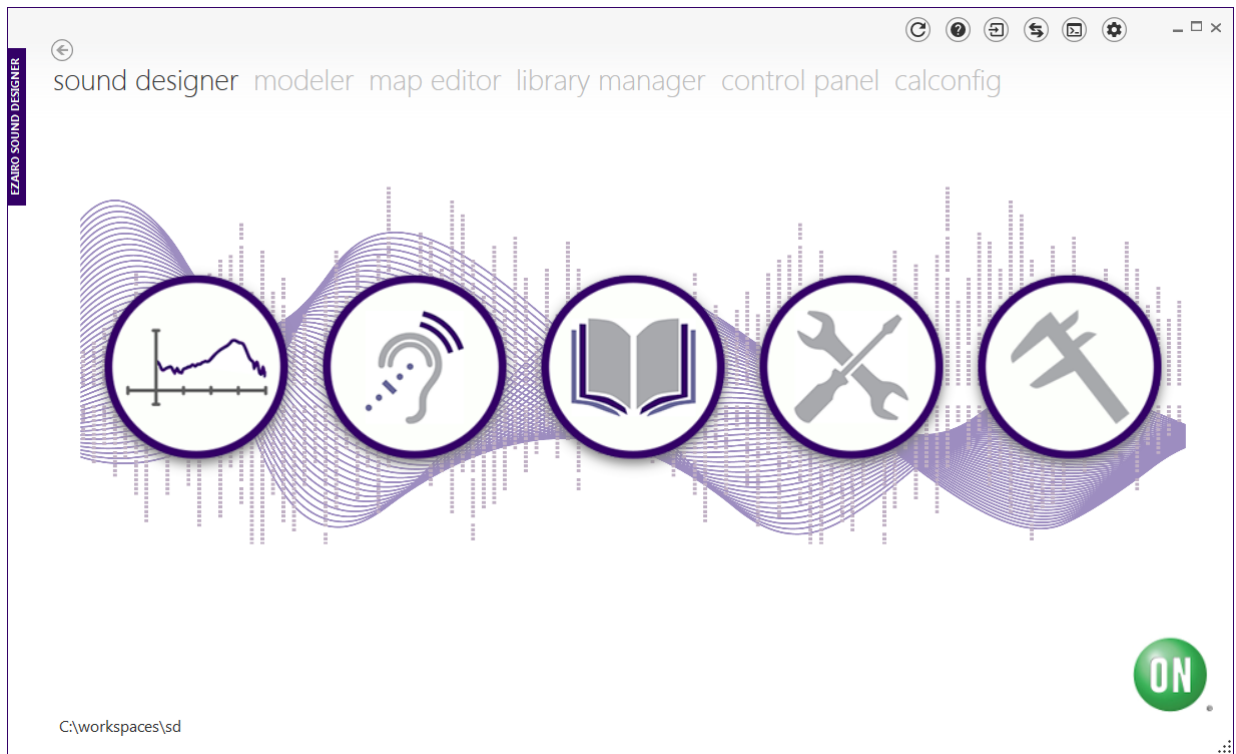 EZAIRO SOUND DESIGNER
sound designer modeler map editor library manager control panel calconfig
ON
C:\workspaces\sd